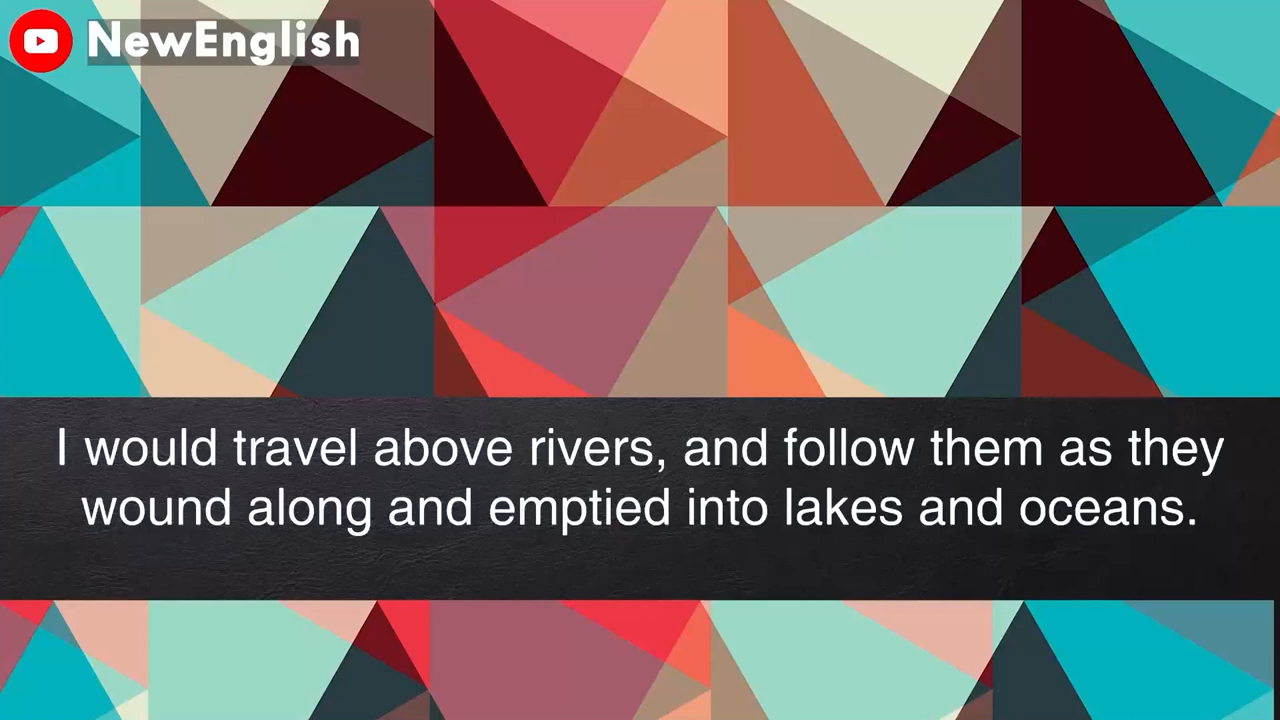 NewEnglish
I would travel above rivers, and follow them as they
wound along and emptied into lakes and oceans.